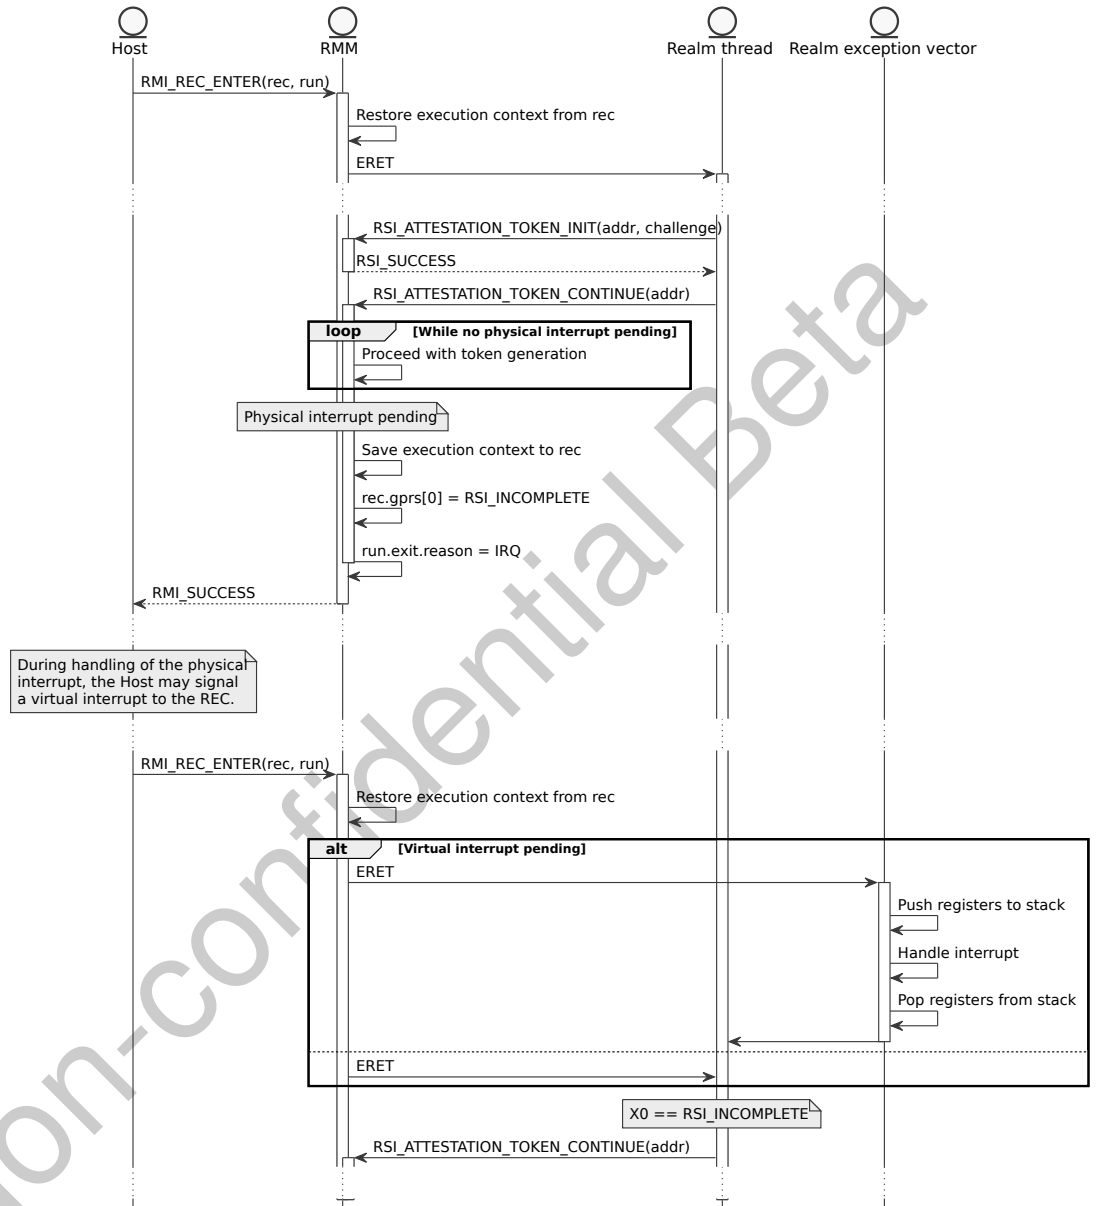 Host
RMM
Realm thread
Realm exception vector
RMI_REC_ENTER(rec, run)
Restore execution context from rec
ERET
RSI_ATTESTATION_TOKEN_INIT(addr, challenge)
RSI_SUCCESS
RSI_ATTESTATION_TOKEN_CONTINUE(addr)
loop
[While no physical interrupt pending]
Proceed with token generation
Physical interrupt pending
Save execution context to rec
rec.gprs[0] = RSI_INCOMPLETE
run.exit.reason = IRQ
RMI_SUCCESS
During handling of the physical
interrupt, the Host may signal
a virtual interrupt to the REC.
RMI_REC_ENTER(rec, run)
Restore execution context from rec
alt
[Virtual interrupt pending]
ERET
Push registers to stack
Handle interrupt
Pop registers from stack
ERET
X0 == RSI_INCOMPLETE
RSI_ATTESTATION_TOKEN_CONTINUE(addr)
on-confidential Beta